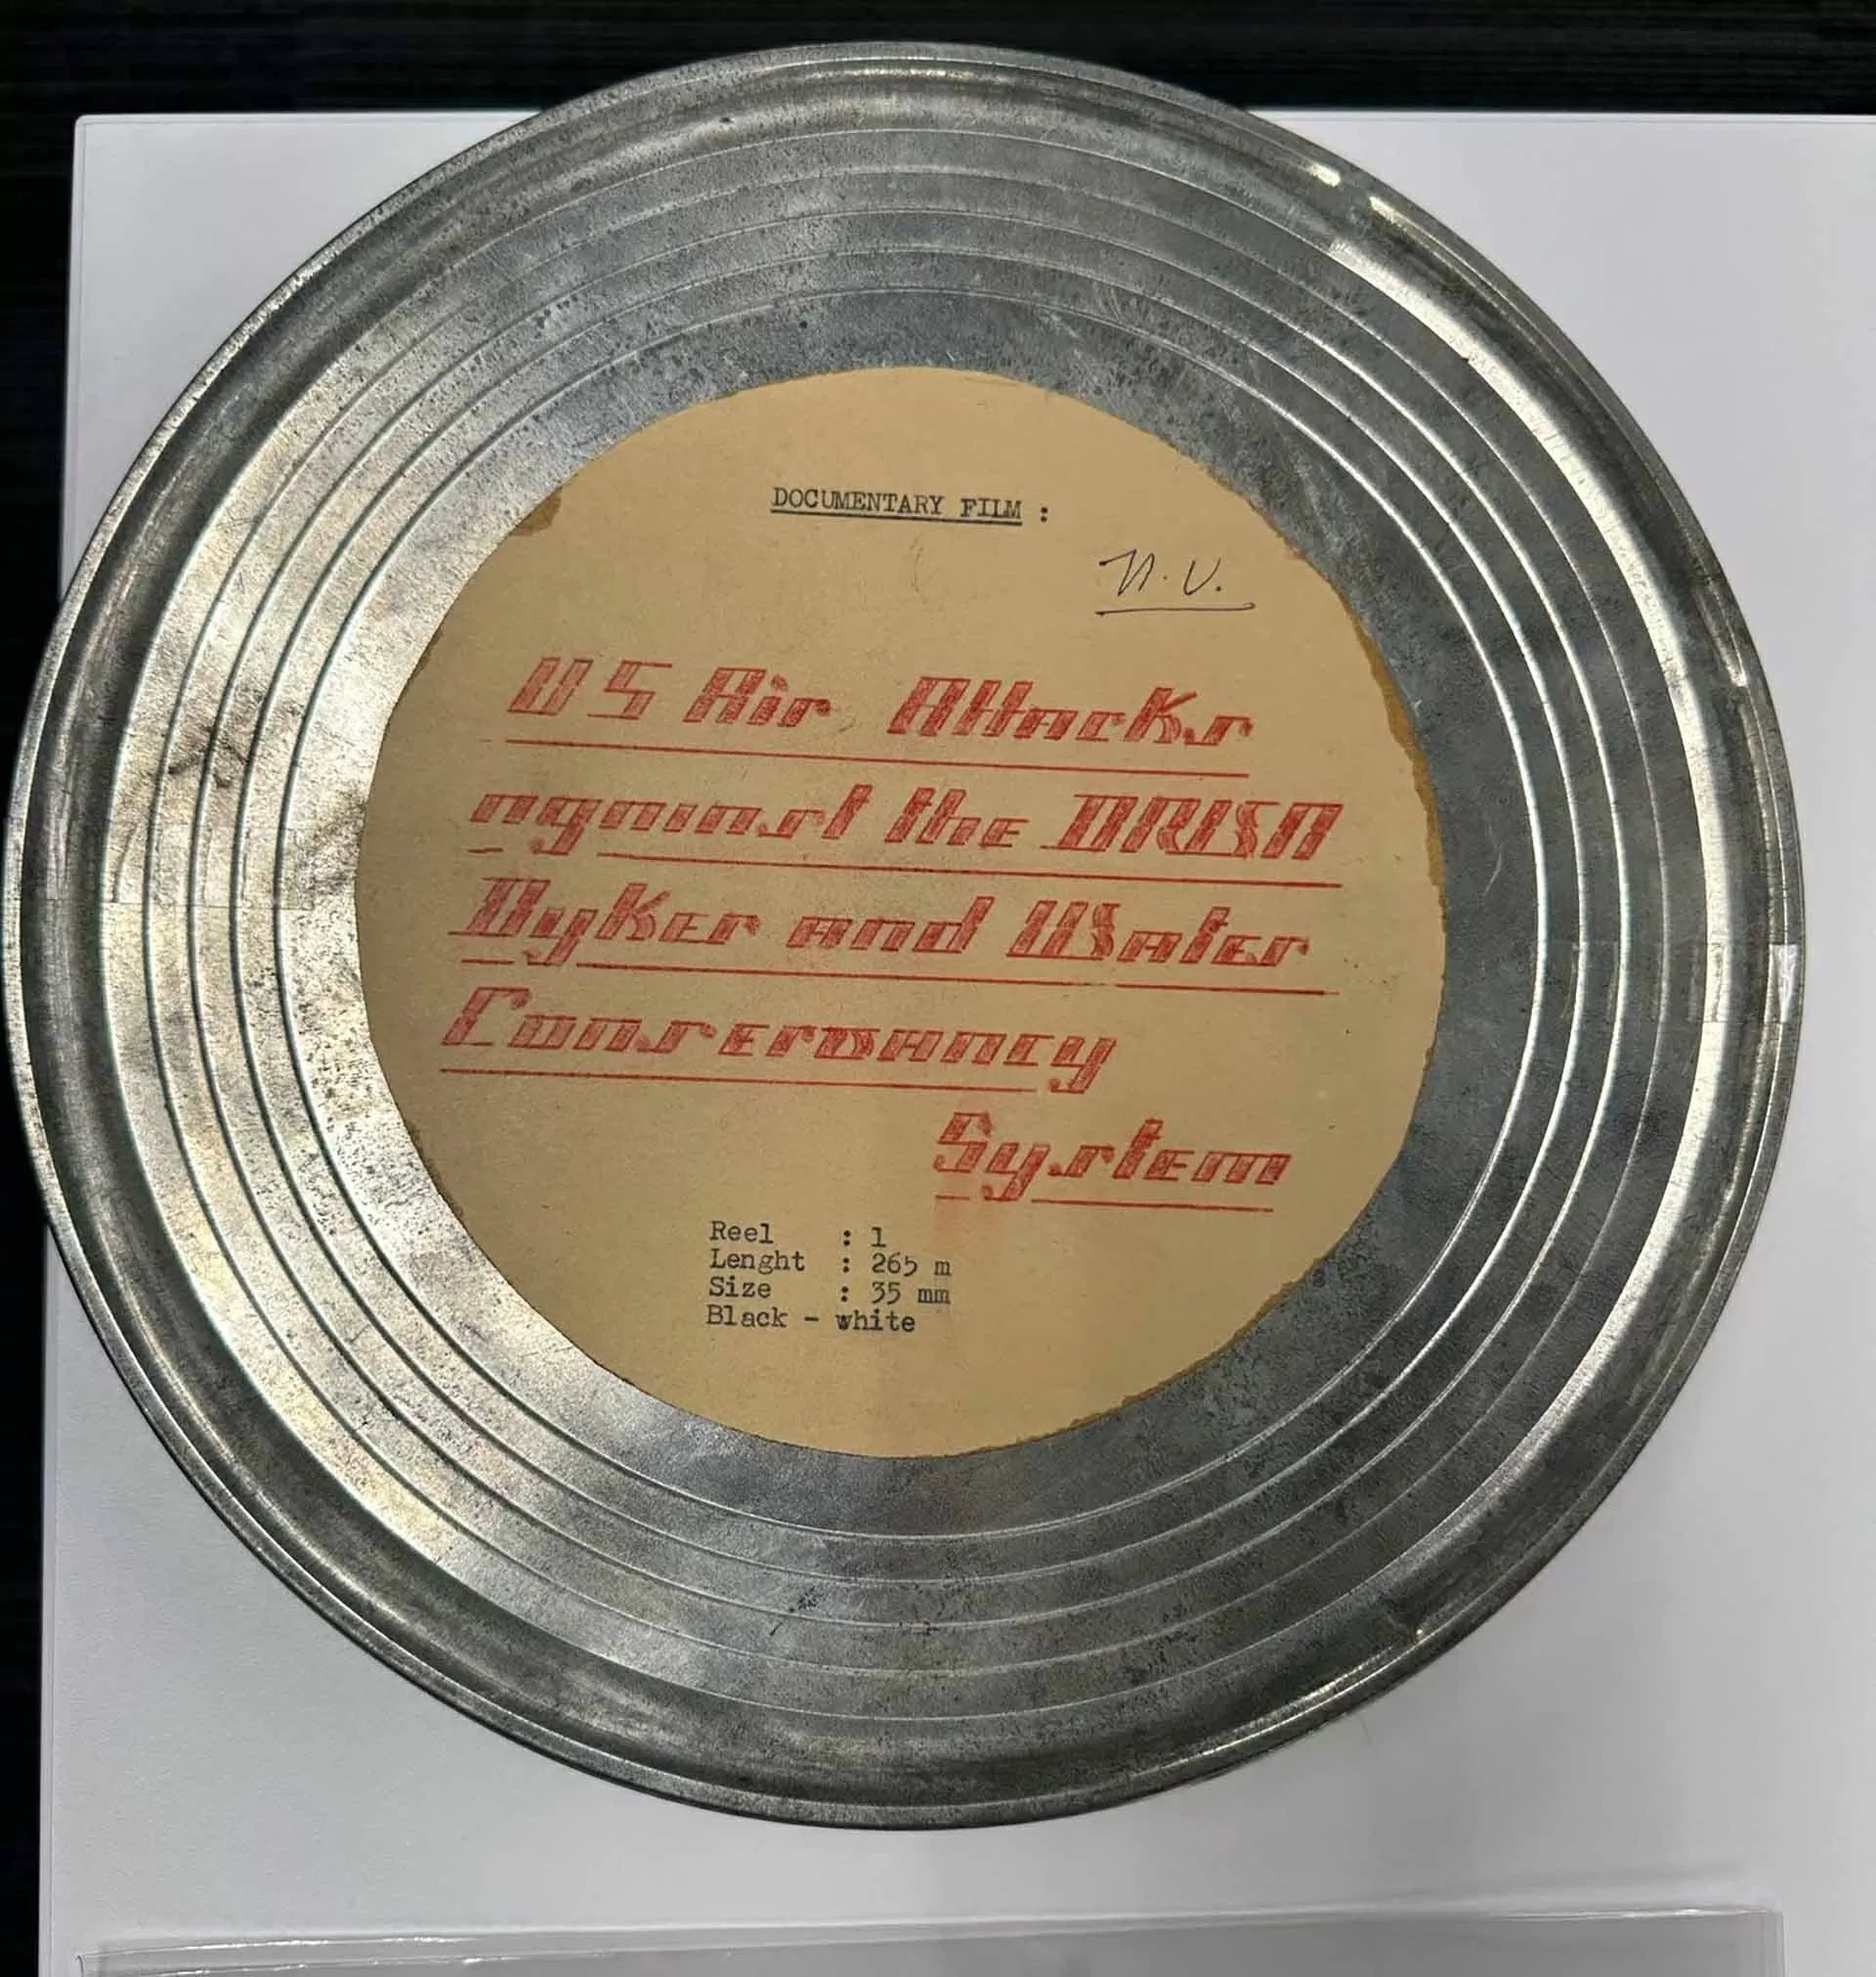 DOCUMENTARY FILM :
US Air Attacks
against the DRVN
Dykes and Water
Conservancy
System
Reel : 1
Lenght : 265 m
Size : 35 mm
Black - white